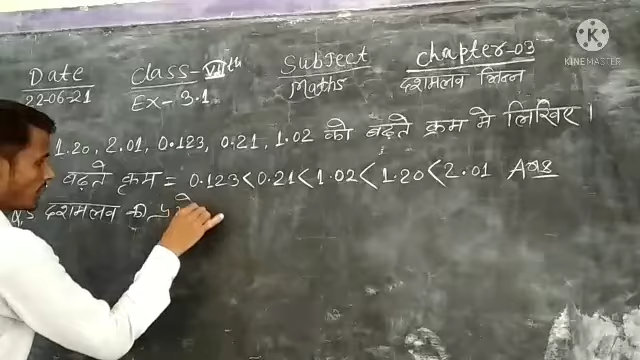 Date Class-VIIth Subject Chapter-03
22-06-21 Ex-3.1 Maths दशमलव भिन्न
1.20, 2.01, 0.123, 0.21, 1.02 को बढ़ते क्रम मे लिखिए।
बढ़ते क्रम = 0.123<0.21<1.02<1.20<2.01 Ans
Q. दशमलव की
KINEMASTER